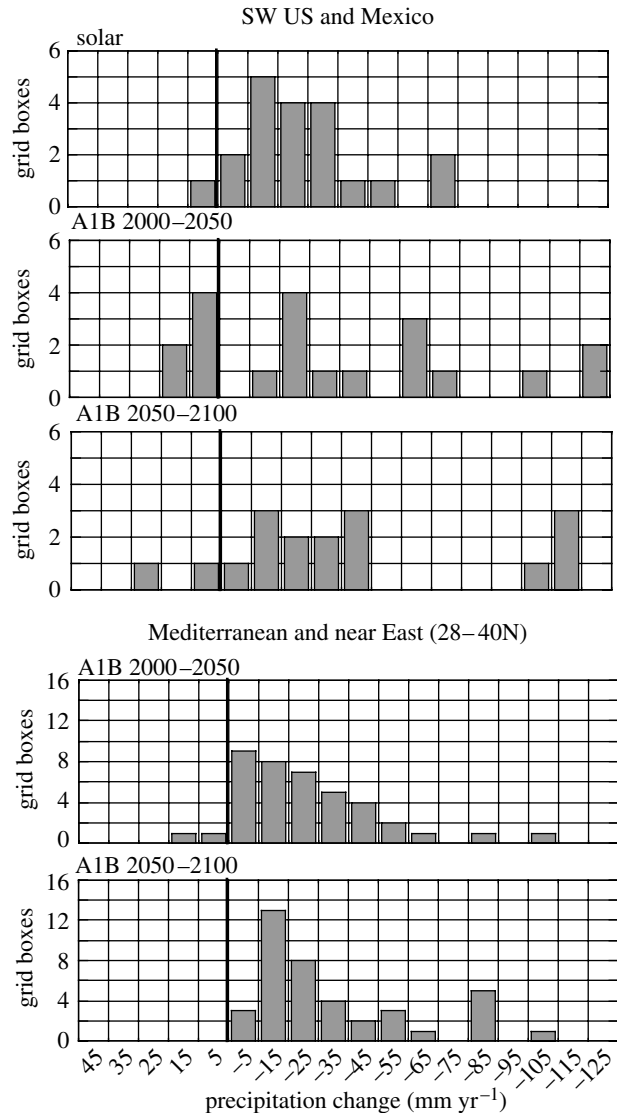 SW US and Mexico
solar
6
4
2
0
grid boxes
A1B 2000–2050
6
4
2
0
grid boxes
A1B 2050–2100
6
4
2
0
grid boxes
Mediterranean and near East (28–40N)
A1B 2000–2050
16
12
8
4
0
grid boxes
A1B 2050–2100
16
12
8
4
0
grid boxes
45 35 25 15 5 –5 –15 –25 –35 –45 –55 –65 –75 –85 –95 –105 –115 –125
precipitation change (mm yr⁻¹)